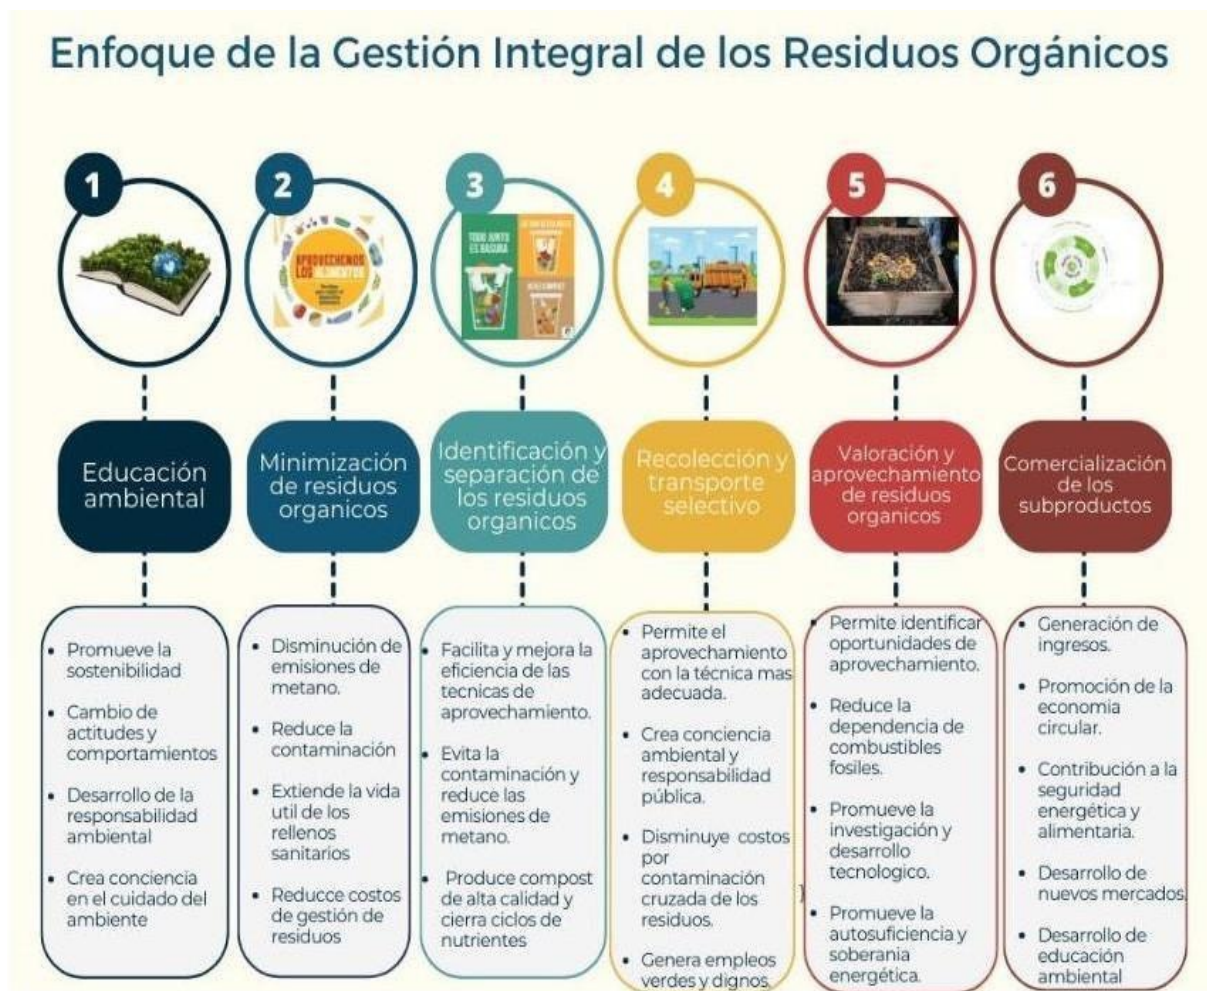 Enfoque de la Gestión Integral de los Residuos Orgánicos
1
2
3
4
5
6
APROVECHEMOS
LOS ALIMENTOS
TODO JUNTO
ES BASURA
Educación
ambiental
Minimización
de residuos
organicos
Identificación y
separación de
los residuos
organicos
Recolección y
transporte
selectivo
Valoración y
aprovechamiento
de residuos
organicos
Comercialización
de los
subproductos
• Promueve la
sostenibilidad
• Cambio de
actitudes y
comportamientos
• Desarrollo de la
responsabilidad
ambiental
• Crea conciencia
en el cuidado del
ambiente
• Disminución de
emisiones de
metano.
• Reduce la
contaminación
• Extiende la vida
util de los
rellenos
sanitarios
• Reducce costos
de gestión de
residuos
• Facilita y mejora la
eficiencia de las
tecnicas de
aprovechamiento.
• Evita la
contaminación y
reduce las
emisiones de
metano.
• Produce compost
de alta calidad y
cierra ciclos de
nutrientes
• Permite el
aprovechamiento
con la técnica mas
adecuada.
• Crea conciencia
ambiental y
responsabilidad
pública.
• Disminuye costos
por
contaminación
cruzada de los
residuos.
• Genera empleos
verdes y dignos.
}
• Permite identificar
oportunidades de
aprovechamiento.
• Reduce la
dependencia de
combustibles
fosiles.
• Promueve la
investigación y
desarrollo
tecnologico.
• Promueve la
autosuficiencia y
soberania
energética.
• Generación de
ingresos.
• Promoción de la
economia
circular.
• Contribución a la
seguridad
energética y
alimentaria.
• Desarrollo de
nuevos mercados.
• Desarrollo de
educación
ambiental